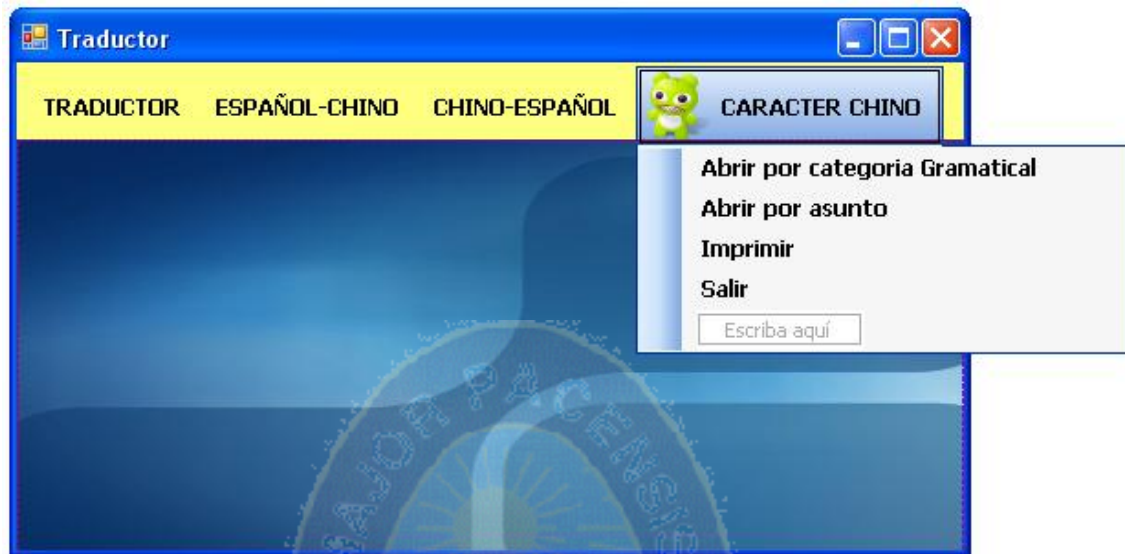 Traductor
TRADUCTOR ESPAÑOL-CHINO CHINO-ESPAÑOL CARACTER CHINO
Abrir por categoria Gramatical
Abrir por asunto
Imprimir
Salir
Escriba aquí